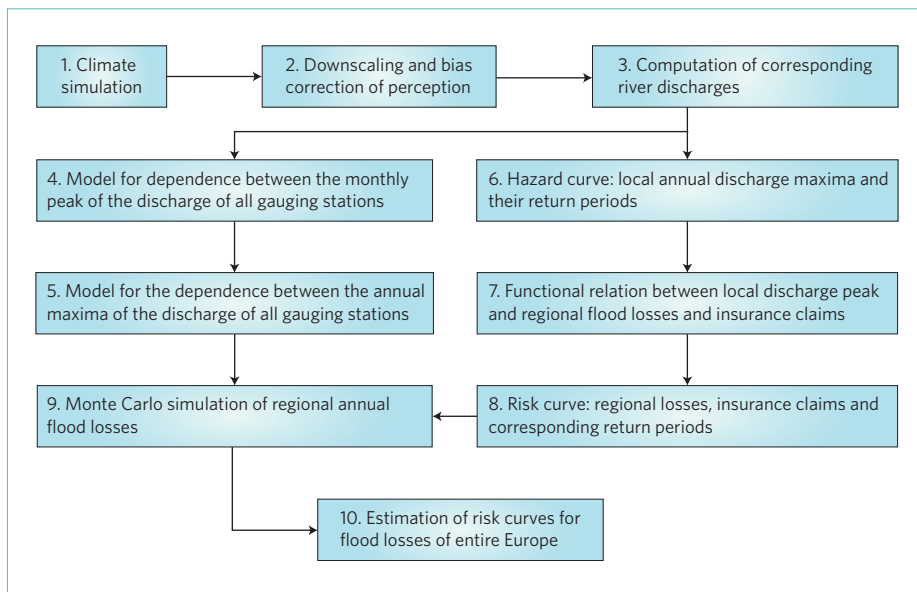 1. Climate
simulation
2. Downscaling and bias
correction of perception
3. Computation of corresponding
river discharges
4. Model for dependence between the monthly
peak of the discharge of all gauging stations
5. Model for the dependence between the annual
maxima of the discharge of all gauging stations
6. Hazard curve: local annual discharge maxima and
their return periods
7. Functional relation between local discharge peak
and regional flood losses and insurance claims
8. Risk curve: regional losses, insurance claims and
corresponding return periods
9. Monte Carlo simulation of regional annual
flood losses
10. Estimation of risk curves for
flood losses of entire Europe